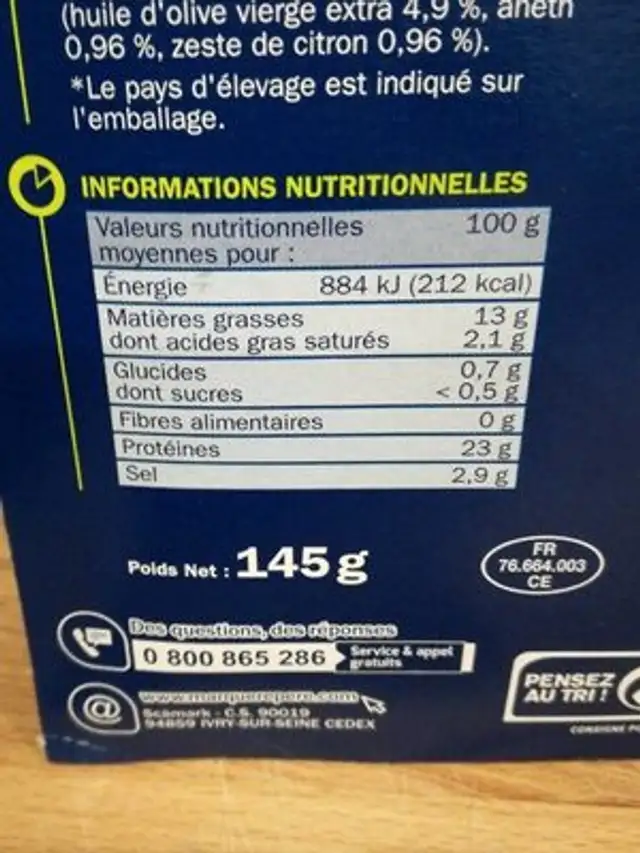 (huile d'olive vierge extra 4,9 %, aneth
0,96 %, zeste de citron 0,96 %).
*Le pays d'élevage est indiqué sur
l'emballage.
INFORMATIONS NUTRITIONNELLES
Valeurs nutritionnelles
moyennes pour : 100 g
Énergie 884 kJ (212 kcal)
Matières grasses 13 g
dont acides gras saturés 2,1 g
Glucides 0,7 g
dont sucres < 0,5 g
Fibres alimentaires 0 g
Protéines 23 g
Sel 2,9 g
Poids Net : 145 g
FR
76.664.003
CE
Des questions, des réponses
0 800 865 286 Service & appel
gratuits
www.marquerepere.com
Scamark - C.S. 90019
94859 IVRY-SUR-SEINE CEDEX
PENSEZ
AU TRI !
CONSIGNE